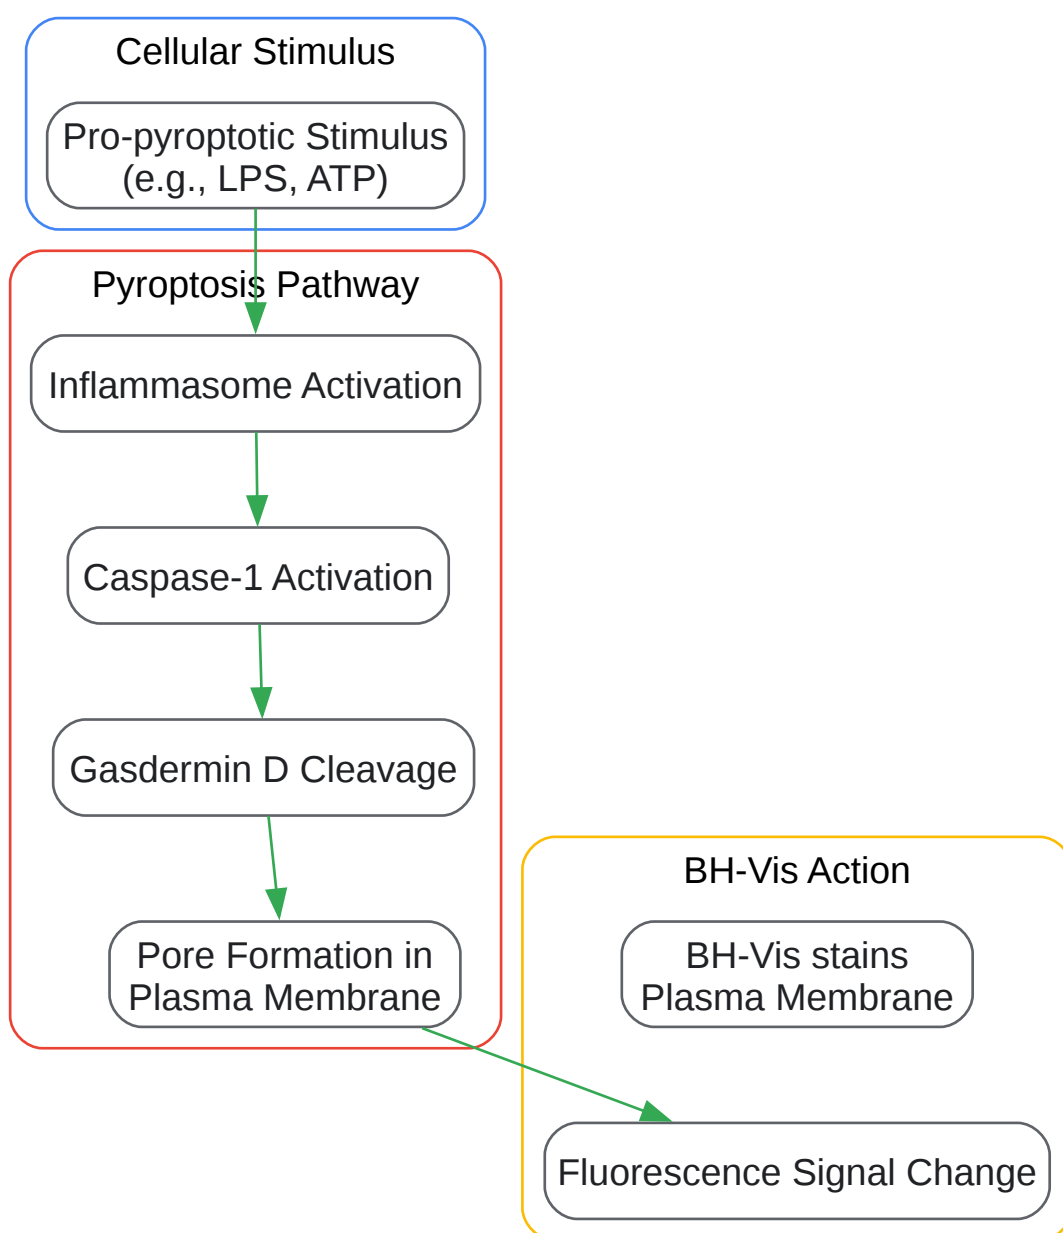 Cellular Stimulus
Pro-pyroptotic Stimulus
(e.g., LPS, ATP)
Pyroptosis Pathway
Inflammasome Activation
Caspase-1 Activation
Gasdermin D Cleavage
Pore Formation in
Plasma Membrane
BH-Vis Action
BH-Vis stains
Plasma Membrane
Fluorescence Signal Change